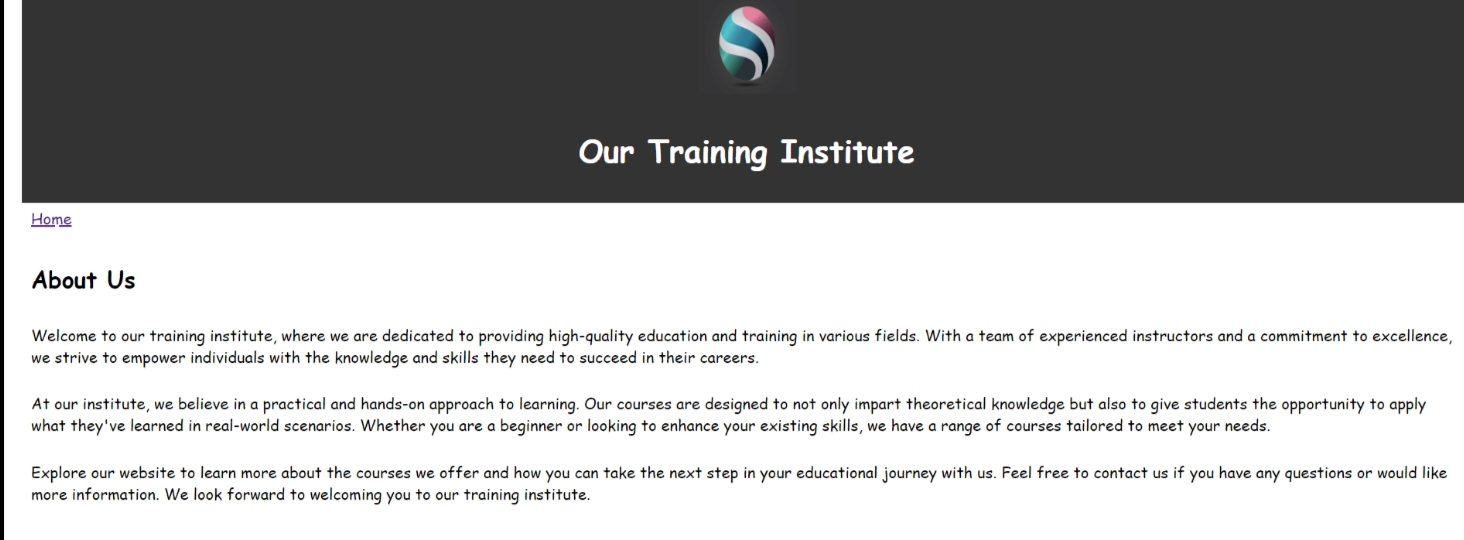 Our Training Institute
Home
About Us
Welcome to our training institute, where we are dedicated to providing high-quality education and training in various fields. With a team of experienced instructors and a commitment to excellence,
we strive to empower individuals with the knowledge and skills they need to succeed in their careers.
At our institute, we believe in a practical and hands-on approach to learning. Our courses are designed to not only impart theoretical knowledge but also to give students the opportunity to apply
what they've learned in real-world scenarios. Whether you are a beginner or looking to enhance your existing skills, we have a range of courses tailored to meet your needs.
Explore our website to learn more about the courses we offer and how you can take the next step in your educational journey with us. Feel free to contact us if you have any questions or would like
more information. We look forward to welcoming you to our training institute.